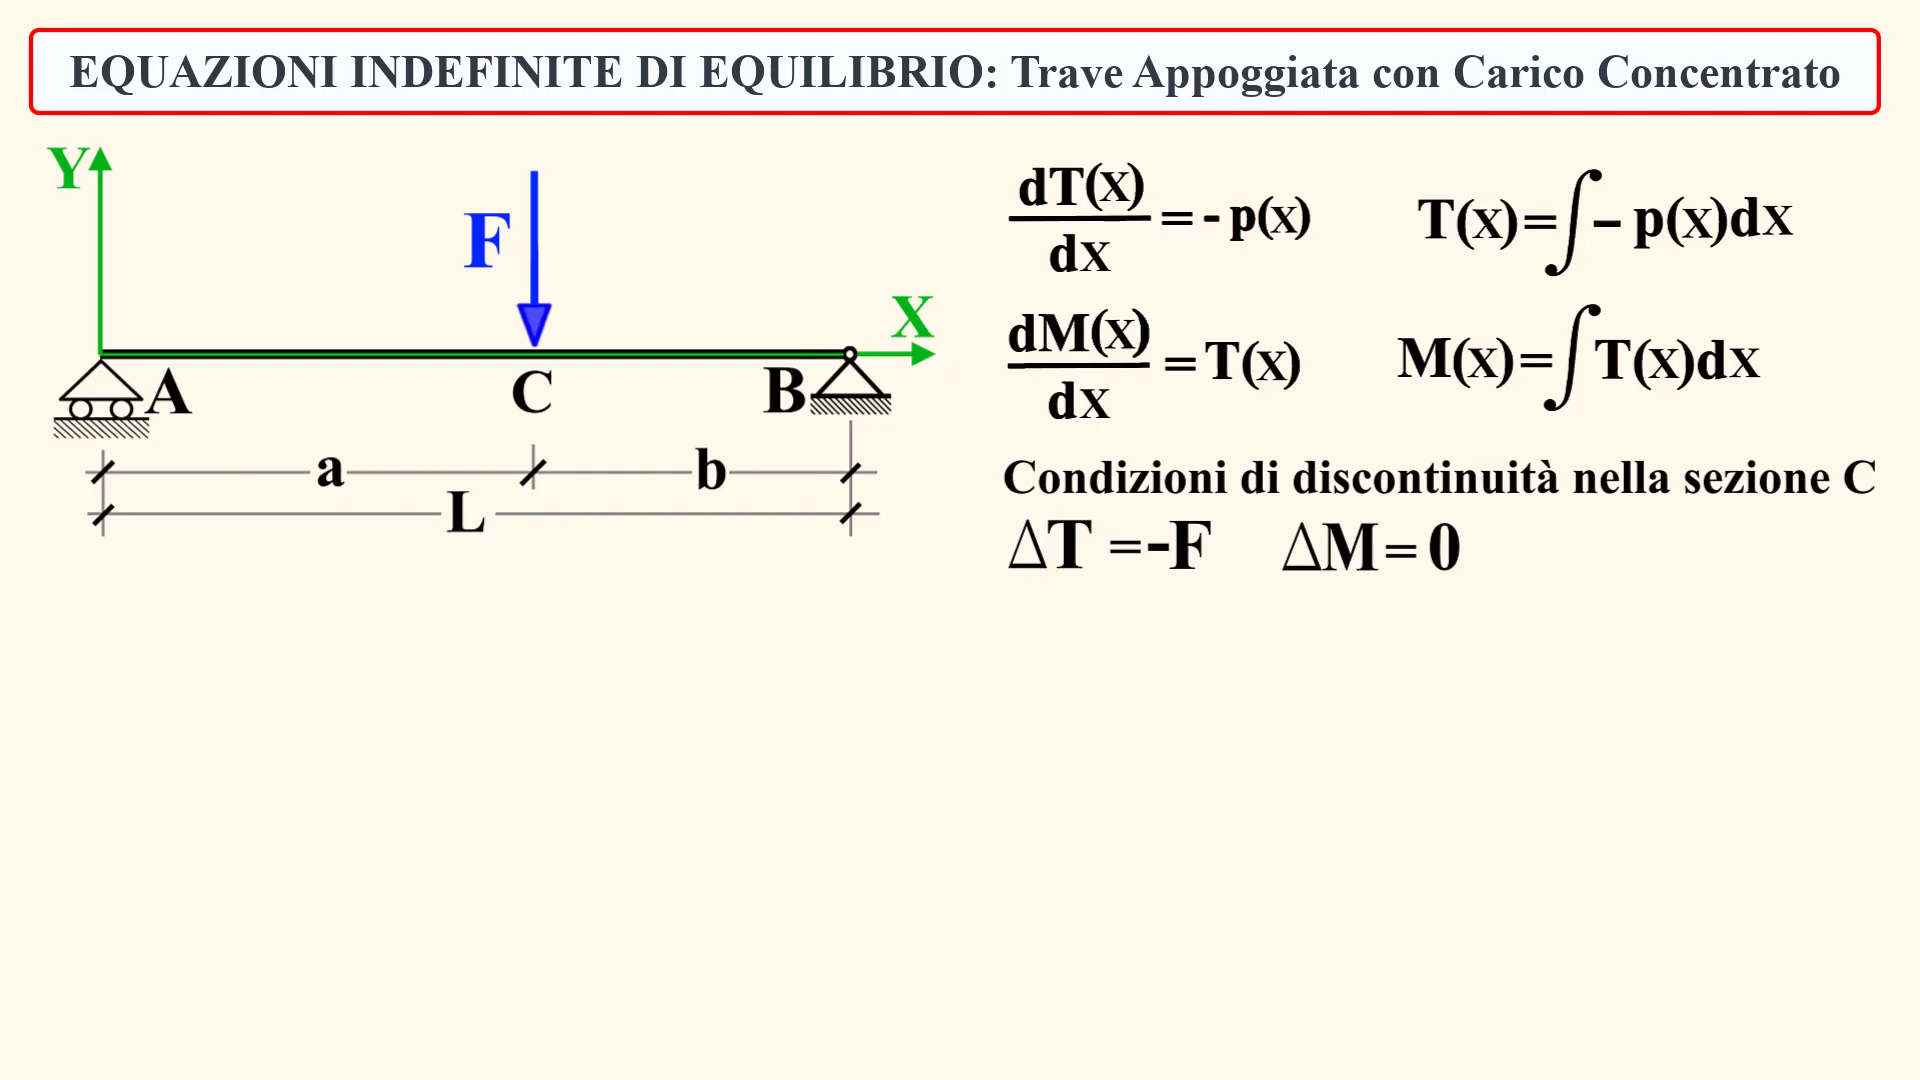 EQUAZIONI INDEFINITE DI EQUILIBRIO: Trave Appoggiata con Carico Concentrato
Y
F
X
A
C
B
a
b
L
dT(x)/dx = - p(x)
T(x)=∫– p(x)dx
dM(x)/dx = T(x)
M(x)=∫T(x)dx
Condizioni di discontinuità nella sezione C
ΔT =-F ΔM= 0